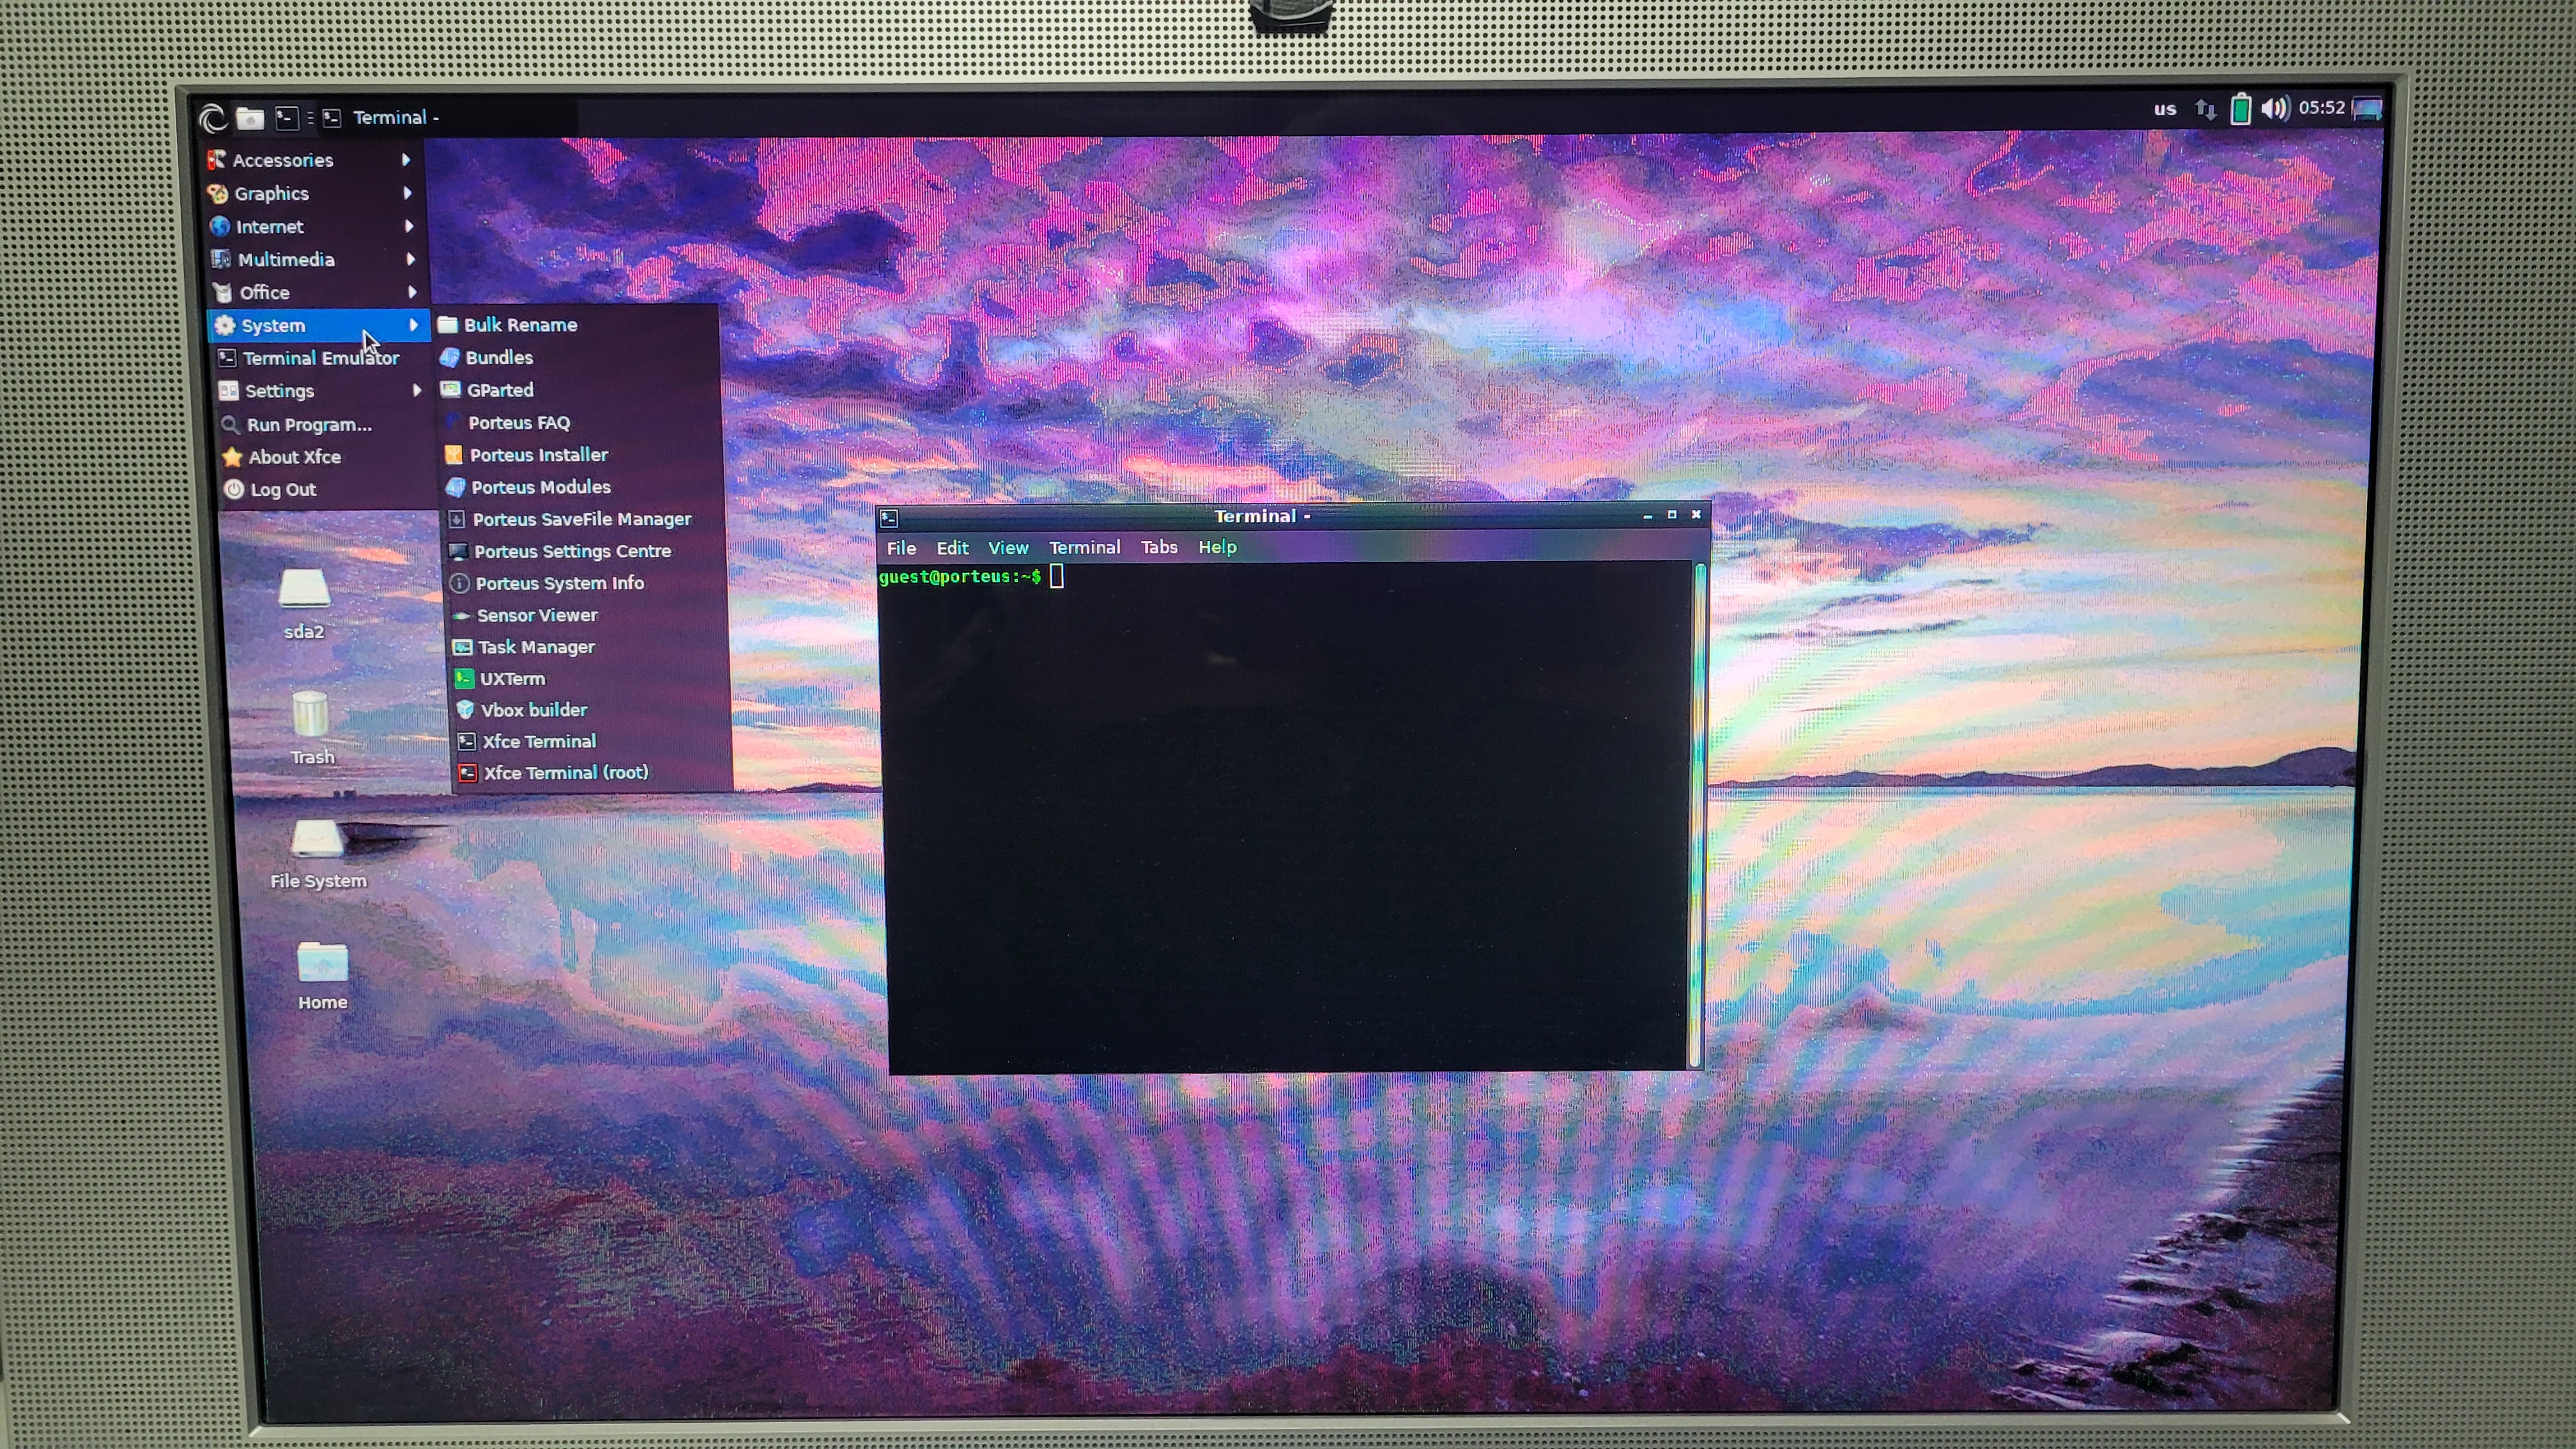 Terminal -
us
05:52
Accessories
Graphics
Internet
Multimedia
Office
System
Terminal Emulator
Settings
Run Program...
About Xfce
Log Out
Bulk Rename
Bundles
GParted
Porteus FAQ
Porteus Installer
Porteus Modules
Porteus SaveFile Manager
Porteus Settings Centre
Porteus System Info
Sensor Viewer
Task Manager
UXTerm
Vbox builder
Xfce Terminal
Xfce Terminal (root)
sda2
Trash
File System
Home
Terminal -
File Edit View Terminal Tabs Help
guest@porteus:~$